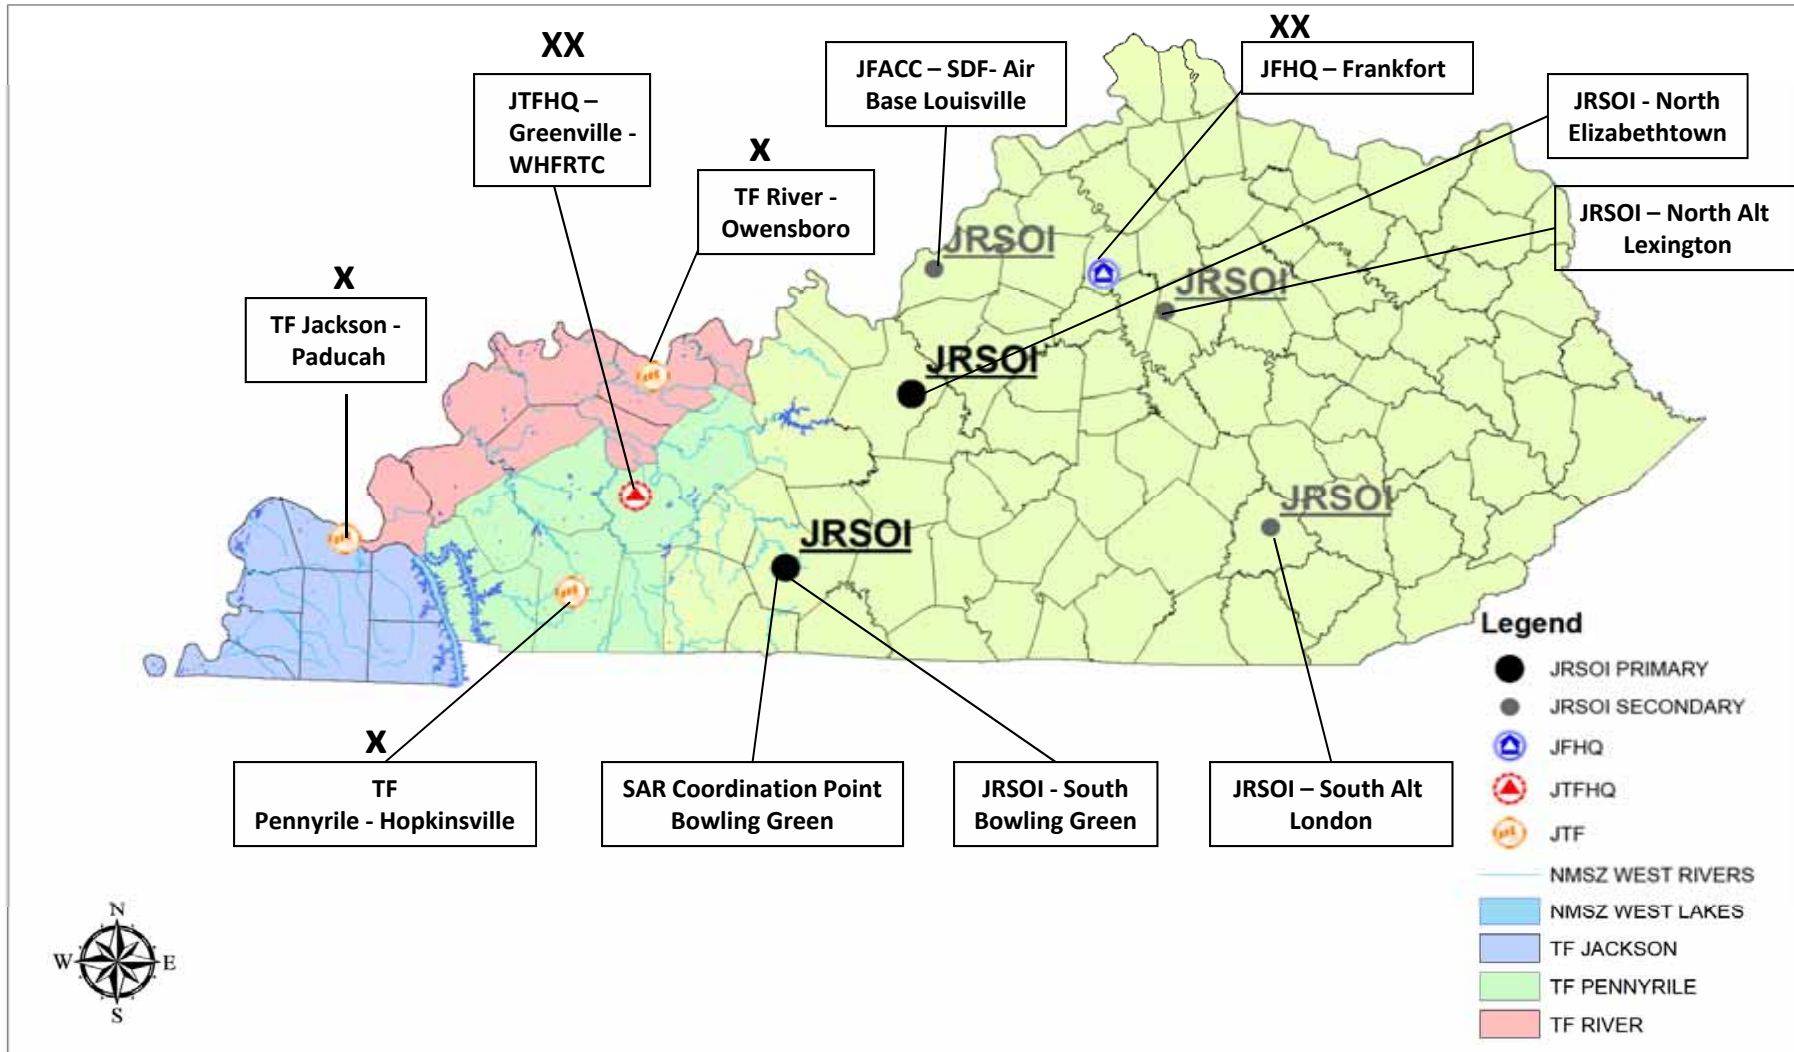 XX
XX
JFACC – SDF- Air
Base Louisville
JFHQ – Frankfort
JTFHQ –
Greenville -
WHFRTC
JRSOI - North
Elizabethtown
X
TF River -
Owensboro
JRSOI – North Alt
Lexington
X
TF Jackson -
Paducah
JRSOI
JRSOI
JRSOI
JRSOI
JRSOI
X
TF
Pennyrile - Hopkinsville
SAR Coordination Point
Bowling Green
JRSOI - South
Bowling Green
JRSOI – South Alt
London
Legend
JRSOI PRIMARY
JRSOI SECONDARY
JFHQ
JTFHQ
JTF
NMSZ WEST RIVERS
NMSZ WEST LAKES
TF JACKSON
TF PENNYRILE
TF RIVER
N
W E
S